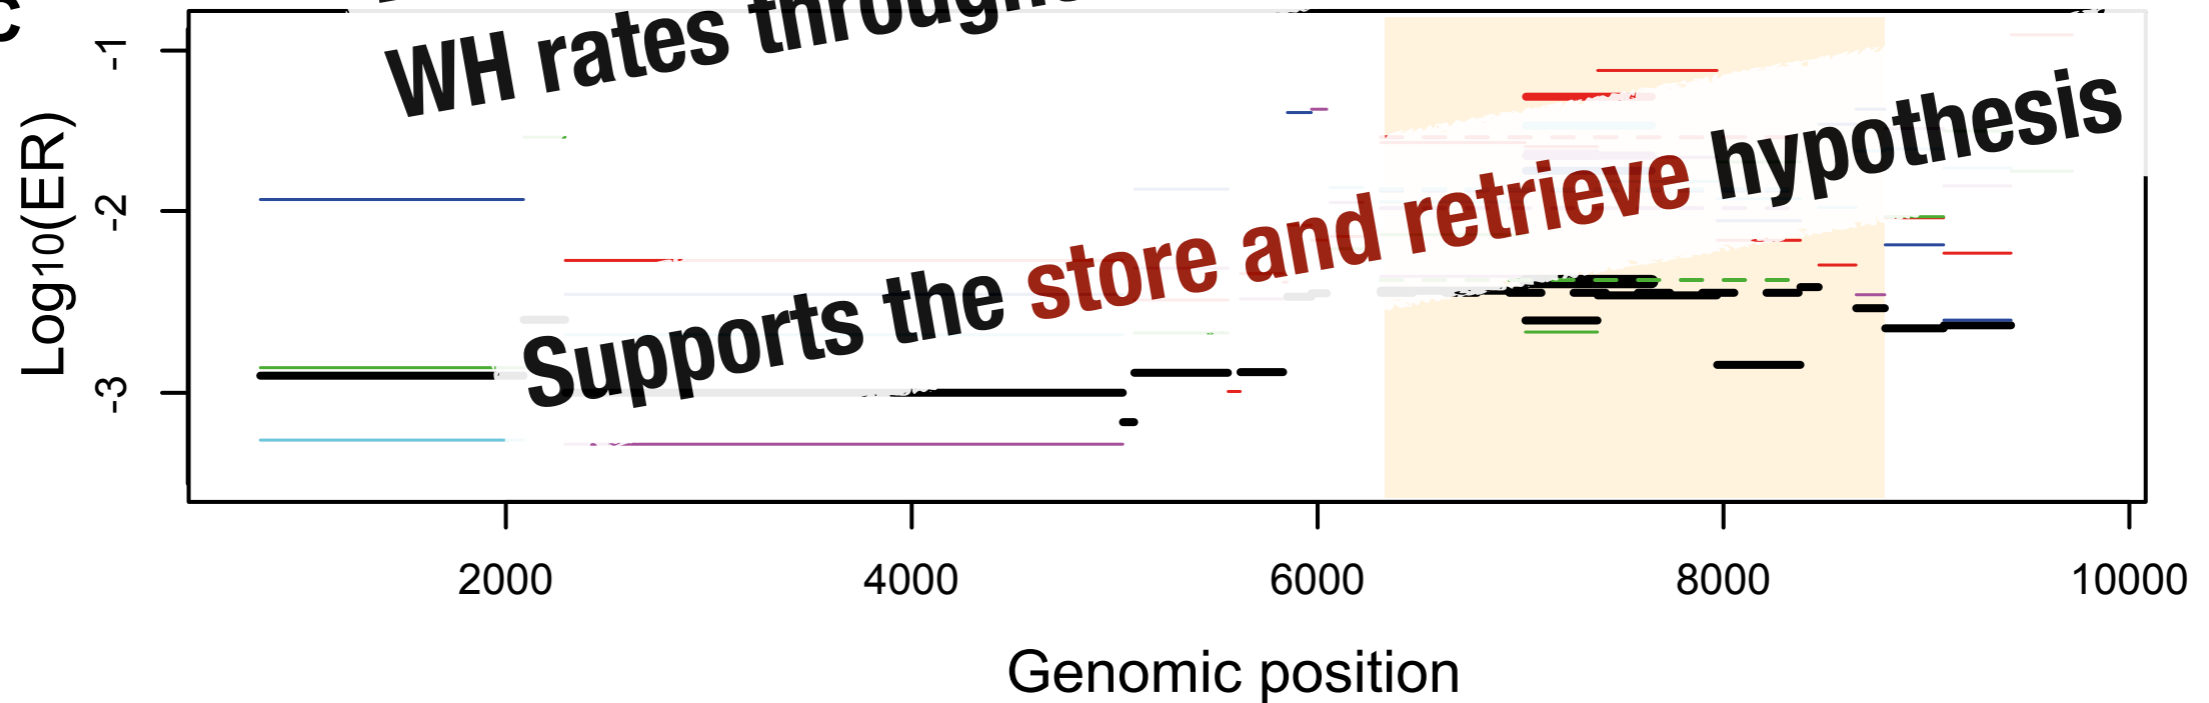 C
WH rates through
Supports the store and retrieve hypothesis
Log10(ER)
-1
-2
-3
2000 4000 6000 8000 10000
Genomic position